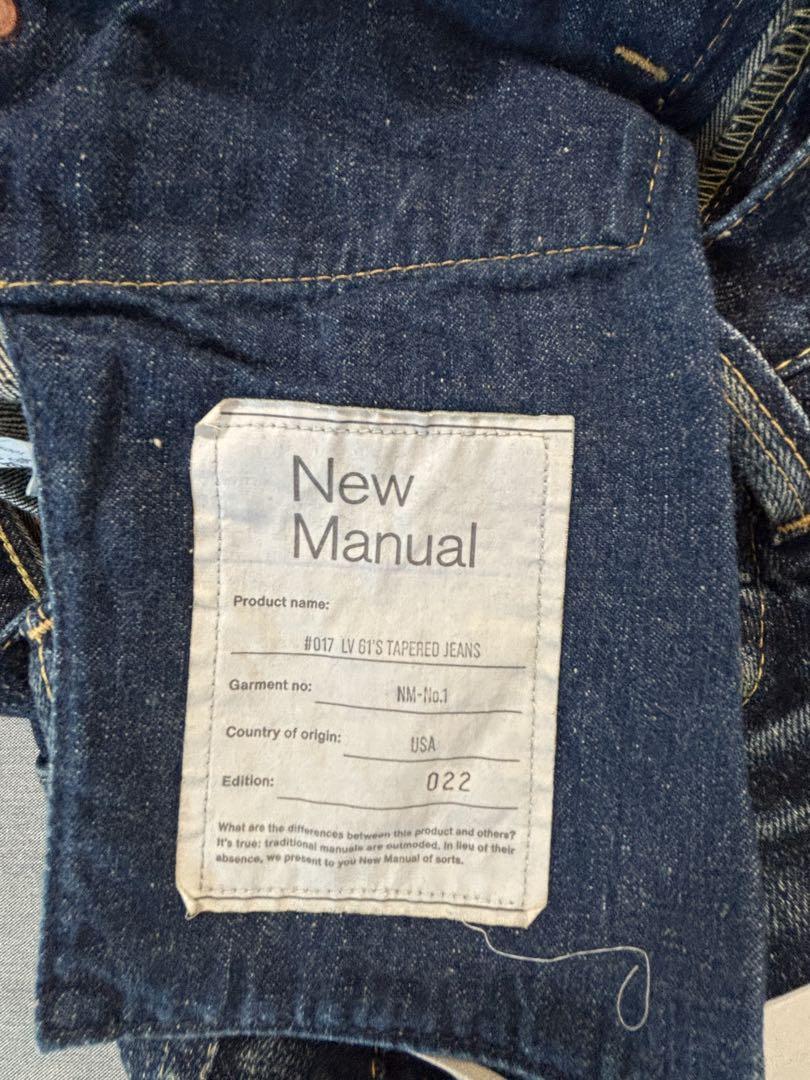 New
Manual
Product name:
#017 LV 61'S TAPERED JEANS
Garment no: NM-No.1
Country of origin: USA
Edition: 022
What are the differences between this product and others?
It's true: traditional manuals are outmoded. In lieu of their
absence, we present to you New Manual of sorts.